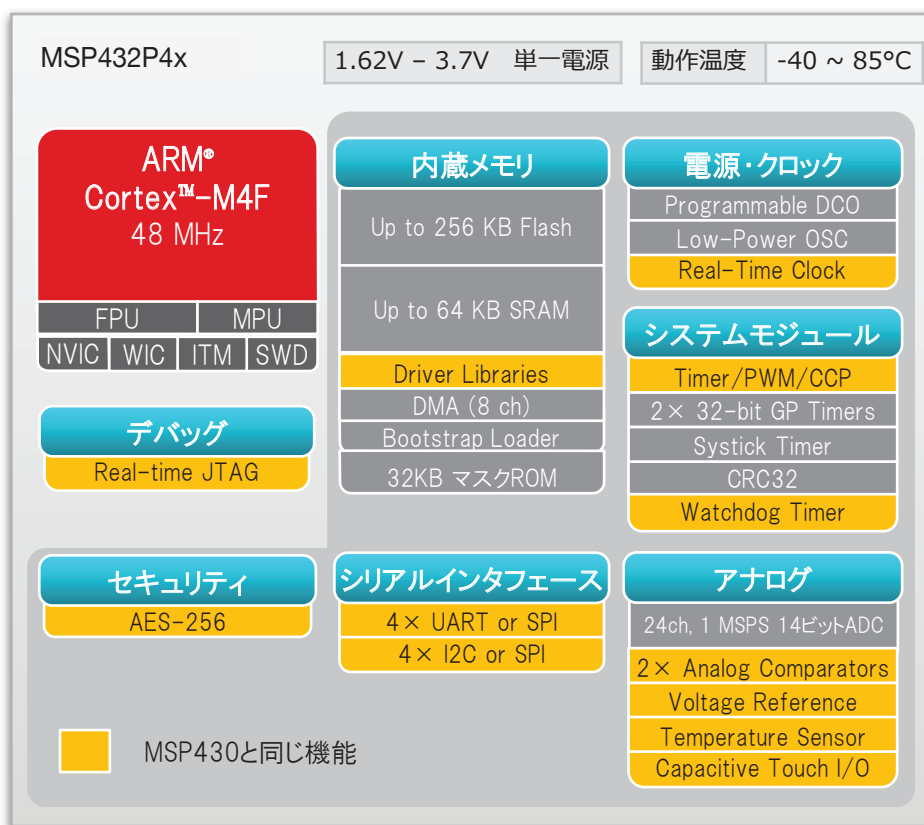 MSP432P4x
1.62V – 3.7V 単一電源
動作温度 -40 ~ 85°C
ARM®
Cortex™-M4F
48 MHz
FPU MPU
NVIC WIC ITM SWD
デバッグ
Real-time JTAG
内蔵メモリ
Up to 256 KB Flash
Up to 64 KB SRAM
Driver Libraries
DMA (8 ch)
Bootstrap Loader
32KB マスクROM
電源・クロック
Programmable DCO
Low-Power OSC
Real-Time Clock
システムモジュール
Timer/PWM/CCP
2× 32-bit GP Timers
Systick Timer
CRC32
Watchdog Timer
セキュリティ
AES-256
シリアルインタフェース
4× UART or SPI
4× I2C or SPI
アナログ
24ch, 1 MSPS 14ビットADC
2× Analog Comparators
Voltage Reference
Temperature Sensor
Capacitive Touch I/O
MSP430と同じ機能